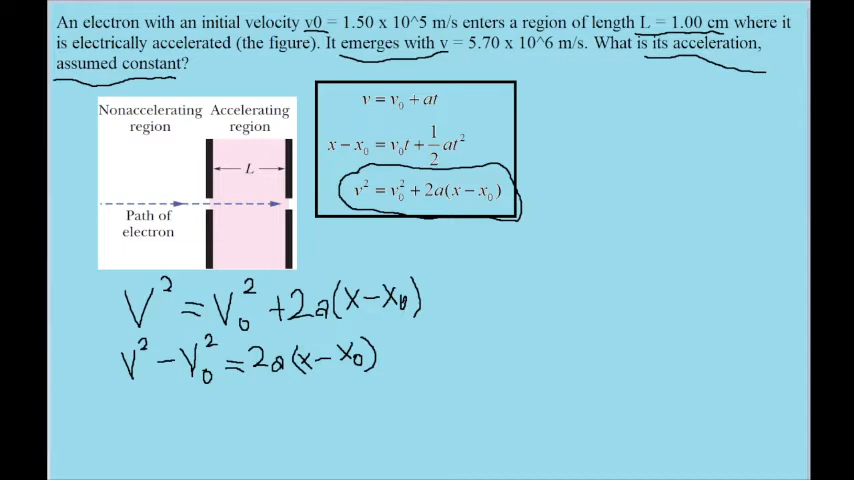 An electron with an initial velocity v0 = 1.50 x 10^5 m/s enters a region of length L = 1.00 cm where it
is electrically accelerated (the figure). It emerges with v = 5.70 x 10^6 m/s. What is its acceleration,
assumed constant?
Nonaccelerating
region
Accelerating
region
L
Path of
electron
v = v₀ + at
x − x₀ = v₀t + 1/2 at²
v² = v₀² + 2a(x − x₀)
V² = V₀² + 2a(x − x₀)
V² − V₀² = 2a(x − x₀)